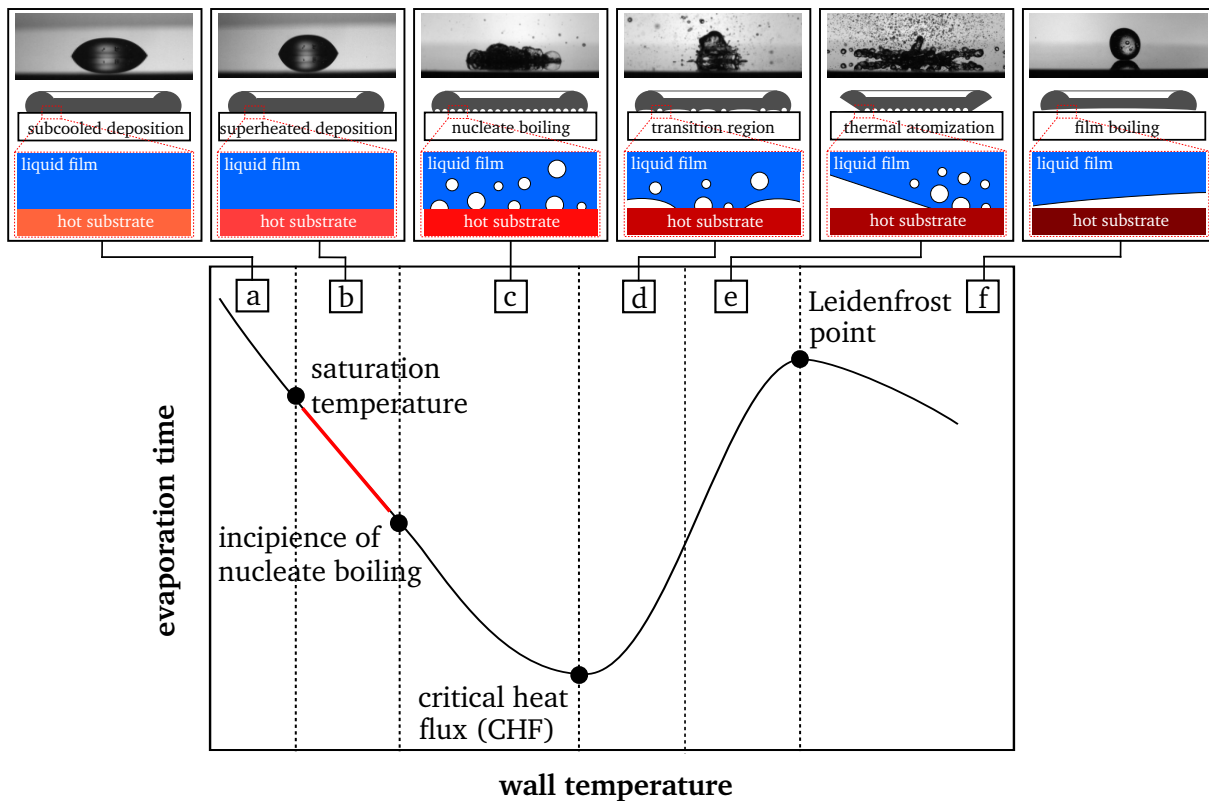 subcooled deposition
superheated deposition
nucleate boiling
transition region
thermal atomization
film boiling
liquid film
liquid film
liquid film
liquid film
liquid film
liquid film
hot substrate
hot substrate
hot substrate
hot substrate
hot substrate
hot substrate
a
b
c
d
e
f
Leidenfrost
point
saturation
temperature
incipience of
nucleate boiling
critical heat
flux (CHF)
evaporation time
wall temperature